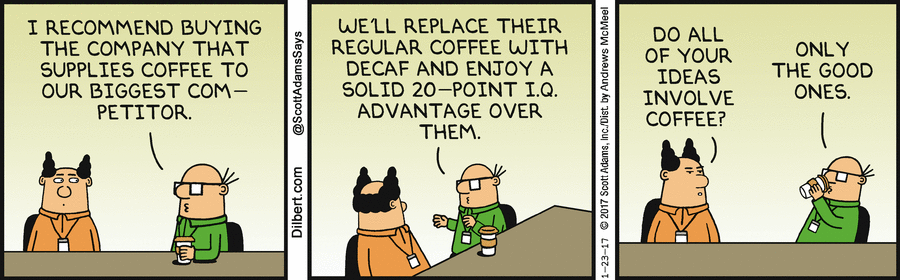 I RECOMMEND BUYING
THE COMPANY THAT
SUPPLIES COFFEE TO
OUR BIGGEST COM–
PETITOR.
Dilbert.com @ScottAdamsSays
WE'LL REPLACE THEIR
REGULAR COFFEE WITH
DECAF AND ENJOY A
SOLID 20–POINT I.Q.
ADVANTAGE OVER
THEM.
1-23-17 © 2017 Scott Adams, Inc./Dist. by Andrews McMeel
DO ALL
OF YOUR
IDEAS
INVOLVE
COFFEE?
ONLY
THE GOOD
ONES.